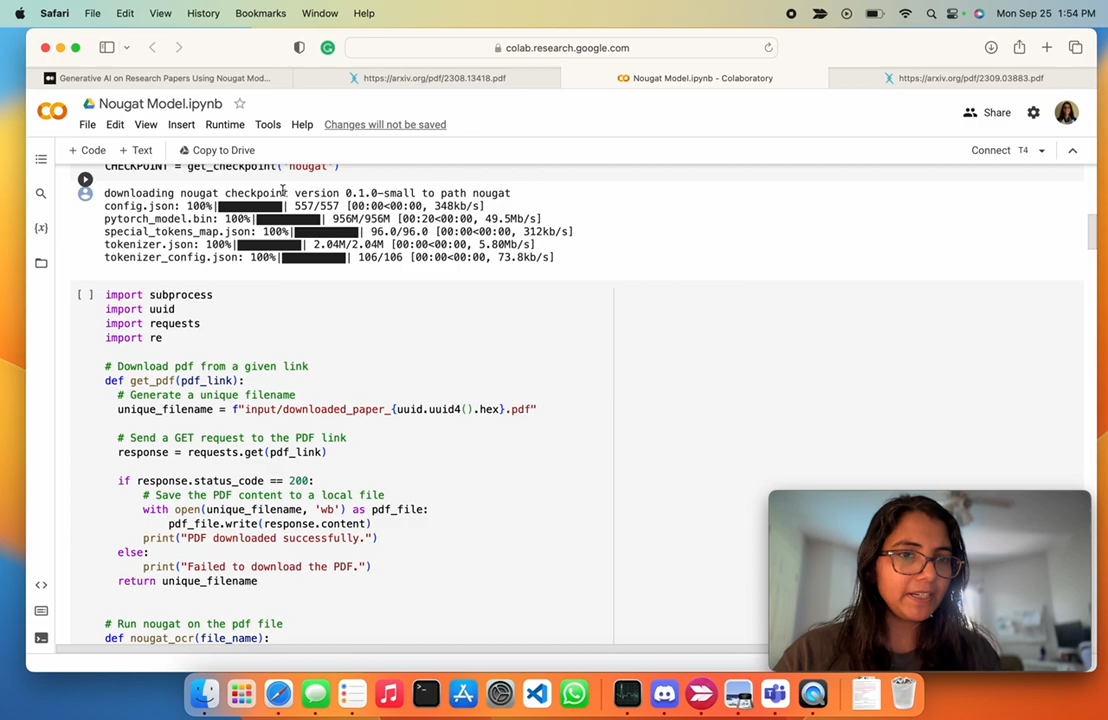 Safari File Edit View History Bookmarks Window Help Mon Sep 25 1:54 PM
colab.research.google.com
Generative AI on Research Papers Using Nougat Mod... https://arxiv.org/pdf/2308.13418.pdf Nougat Model.ipynb - Colaboratory https://arxiv.org/pdf/2309.03883.pdf
Nougat Model.ipynb
File Edit View Insert Runtime Tools Help Changes will not be saved
Share
+ Code + Text Copy to Drive Connect T4
CHECKPOINT = get_checkpoint('nougat')
downloading nougat checkpoint version 0.1.0-small to path nougat
config.json: 100%| | 557/557 [00:00<00:00, 348kb/s]
pytorch_model.bin: 100%| | 956M/956M [00:20<00:00, 49.5Mb/s]
special_tokens_map.json: 100%| | 96.0/96.0 [00:00<00:00, 312kb/s]
tokenizer.json: 100%| | 2.04M/2.04M [00:00<00:00, 5.80Mb/s]
tokenizer_config.json: 100%| | 106/106 [00:00<00:00, 73.8kb/s]
[ ] import subprocess
import uuid
import requests
import re
# Download pdf from a given link
def get_pdf(pdf_link):
# Generate a unique filename
unique_filename = f"input/downloaded_paper_{uuid.uuid4().hex}.pdf"
# Send a GET request to the PDF link
response = requests.get(pdf_link)
if response.status_code == 200:
# Save the PDF content to a local file
with open(unique_filename, 'wb') as pdf_file:
pdf_file.write(response.content)
print("PDF downloaded successfully.")
else:
print("Failed to download the PDF.")
return unique_filename
# Run nougat on the pdf file
def nougat_ocr(file_name):